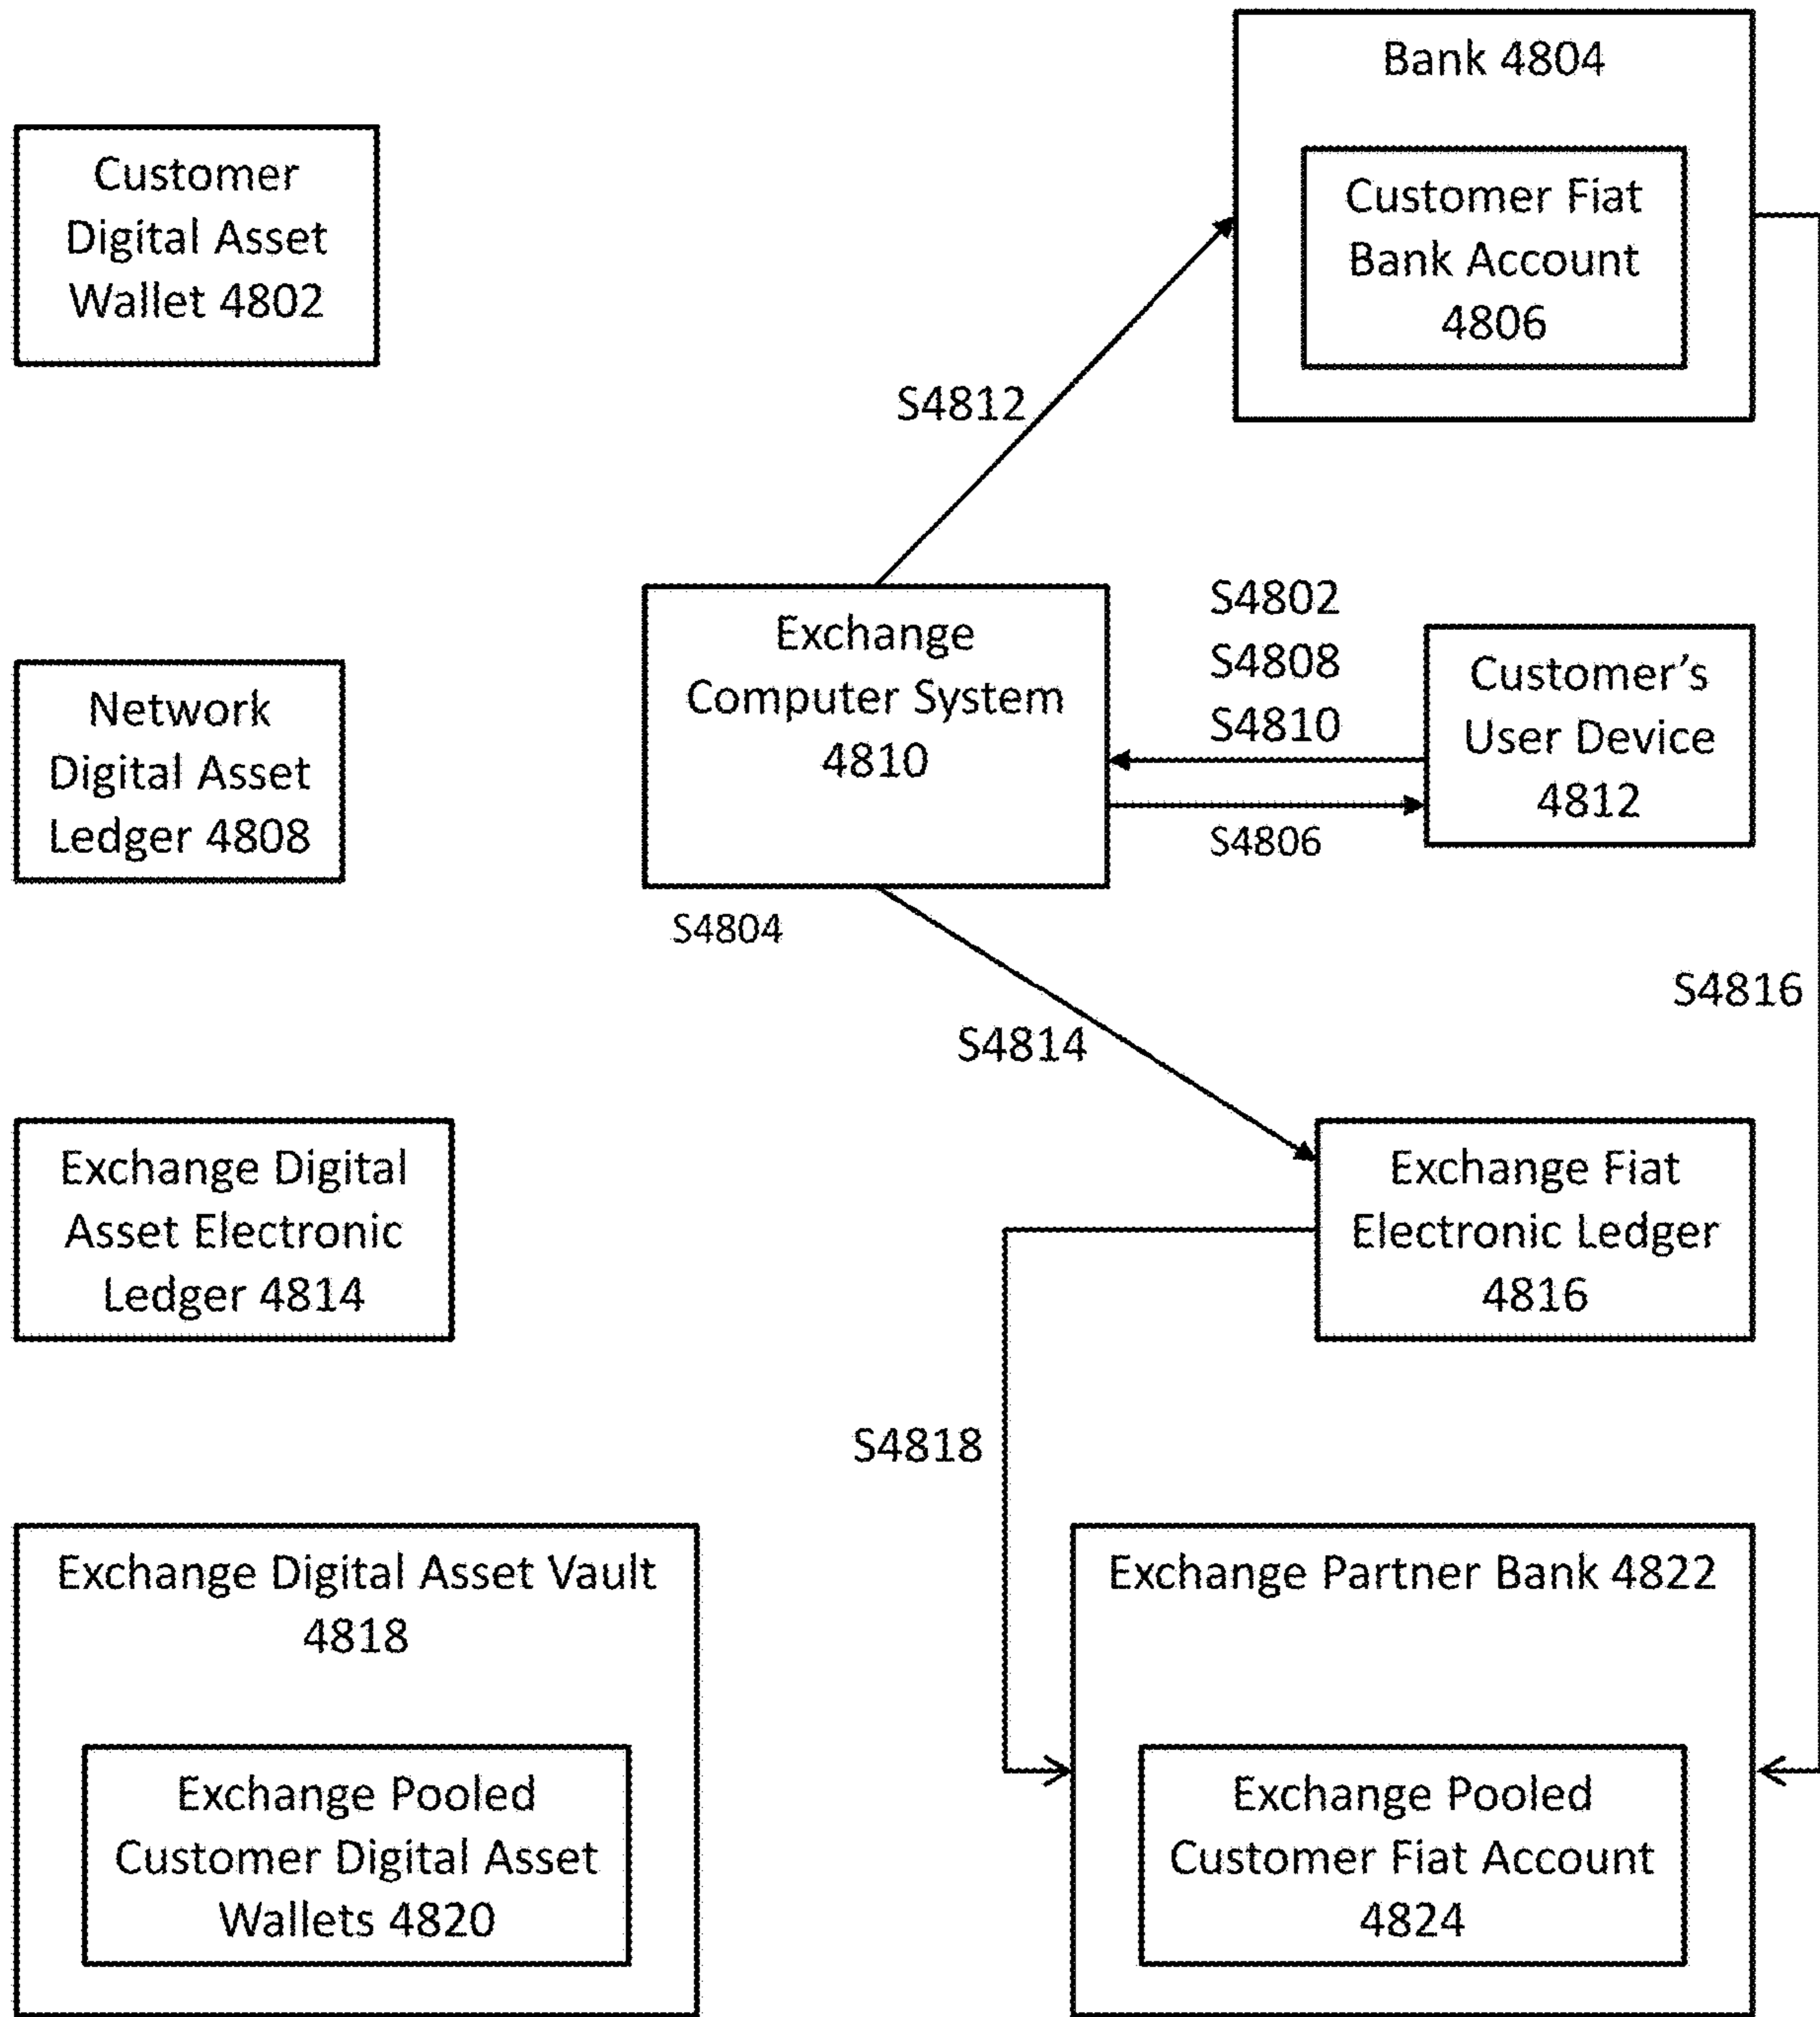 Bank 4804
Customer
Digital Asset
Wallet 4802
Customer Fiat
Bank Account
4806
S4812
Exchange
Computer System
4810
S4802
S4808
S4810
S4806
Customer’s
User Device
4812
Network
Digital Asset
Ledger 4808
S4804
S4814
S4816
Exchange Digital
Asset Electronic
Ledger 4814
Exchange Fiat
Electronic Ledger
4816
S4818
Exchange Digital Asset Vault
4818
Exchange Pooled
Customer Digital Asset
Wallets 4820
Exchange Partner Bank 4822
Exchange Pooled
Customer Fiat Account
4824